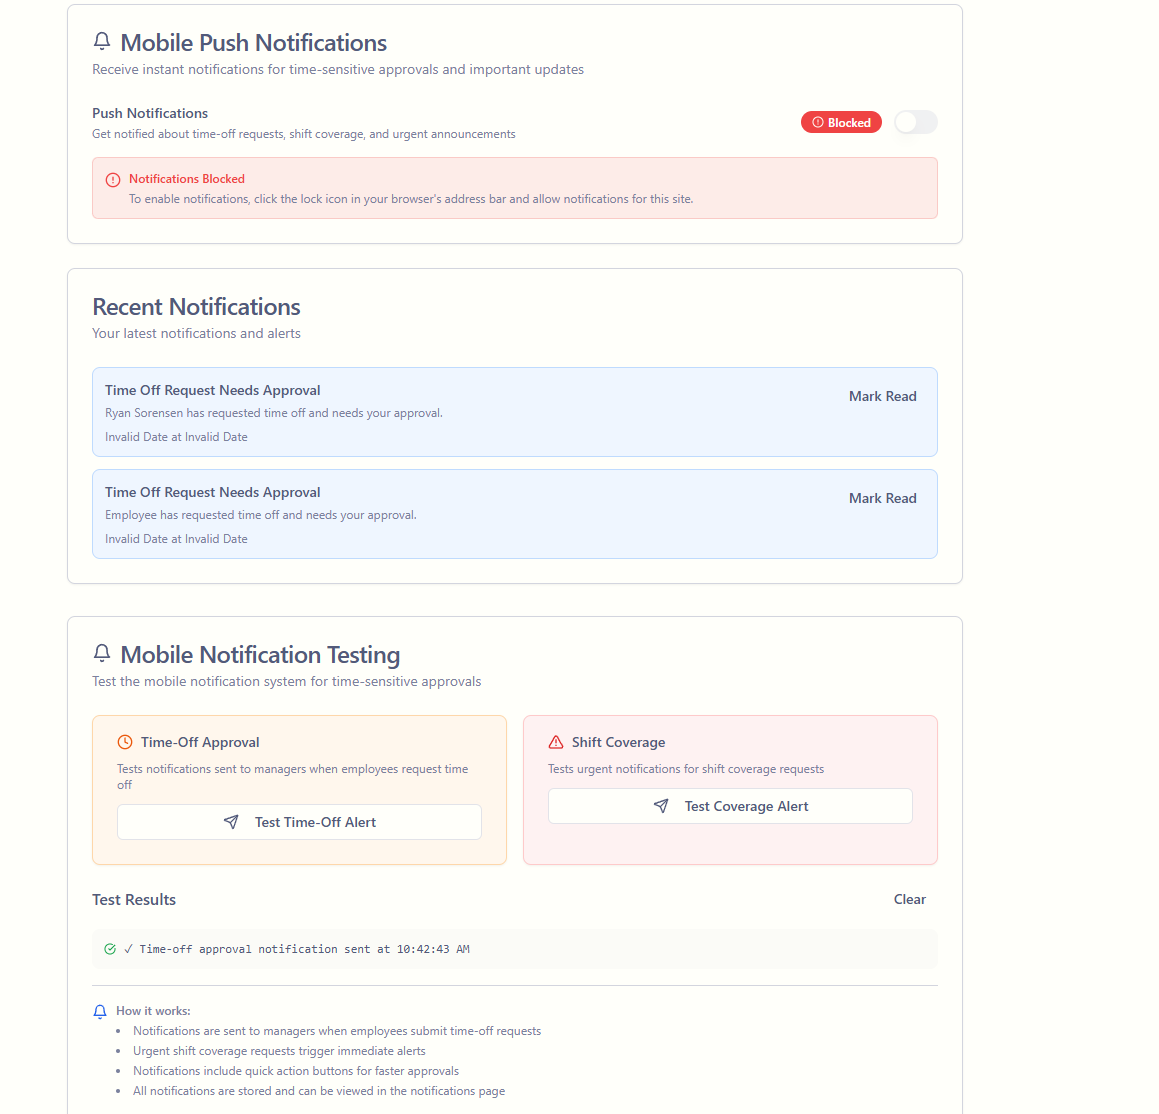 Mobile Push Notifications
Receive instant notifications for time-sensitive approvals and important updates
Push Notifications
Get notified about time-off requests, shift coverage, and urgent announcements
Blocked
Notifications Blocked
To enable notifications, click the lock icon in your browser's address bar and allow notifications for this site.
Recent Notifications
Your latest notifications and alerts
Time Off Request Needs Approval
Mark Read
Ryan Sorensen has requested time off and needs your approval.
Invalid Date at Invalid Date
Time Off Request Needs Approval
Mark Read
Employee has requested time off and needs your approval.
Invalid Date at Invalid Date
Mobile Notification Testing
Test the mobile notification system for time-sensitive approvals
Time-Off Approval
Tests notifications sent to managers when employees request time
off
Test Time-Off Alert
Shift Coverage
Tests urgent notifications for shift coverage requests
Test Coverage Alert
Test Results
Clear
✓ Time-off approval notification sent at 10:42:43 AM
How it works:
• Notifications are sent to managers when employees submit time-off requests
• Urgent shift coverage requests trigger immediate alerts
• Notifications include quick action buttons for faster approvals
• All notifications are stored and can be viewed in the notifications page